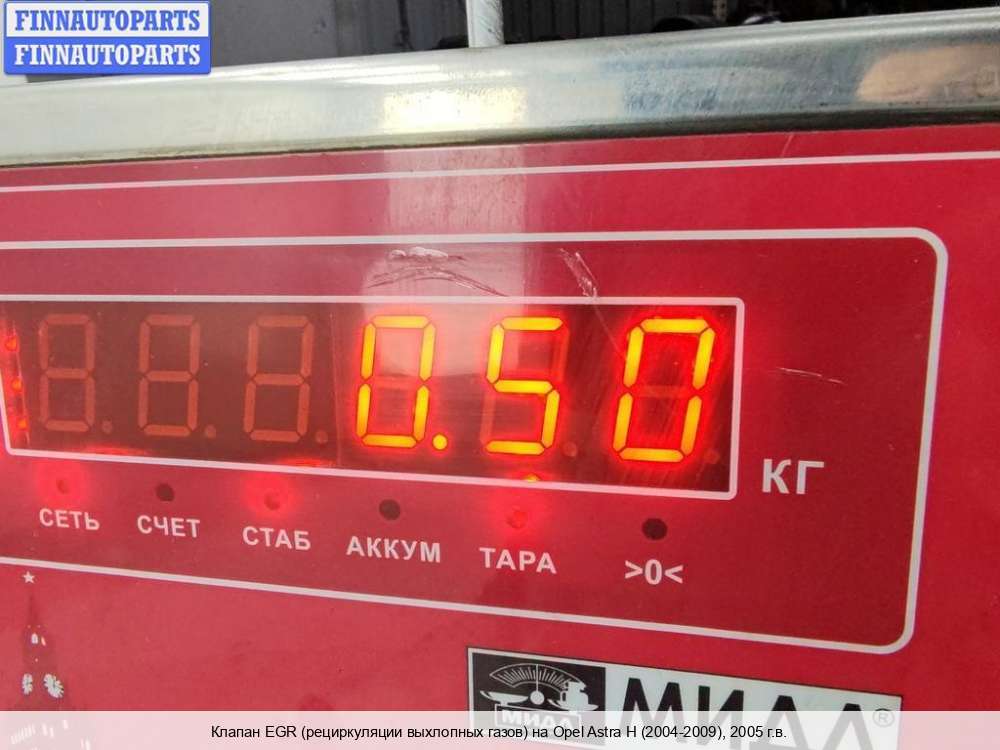 FINNAUTOPARTS
FINNAUTOPARTS
0.50
КГ
СЕТЬ СЧЕТ СТАБ АККУМ ТАРА >0<
МИДЛ
МИДЛ®
Клапан EGR (рециркуляции выхлопных газов) на Opel Astra H (2004-2009), 2005 г.в.